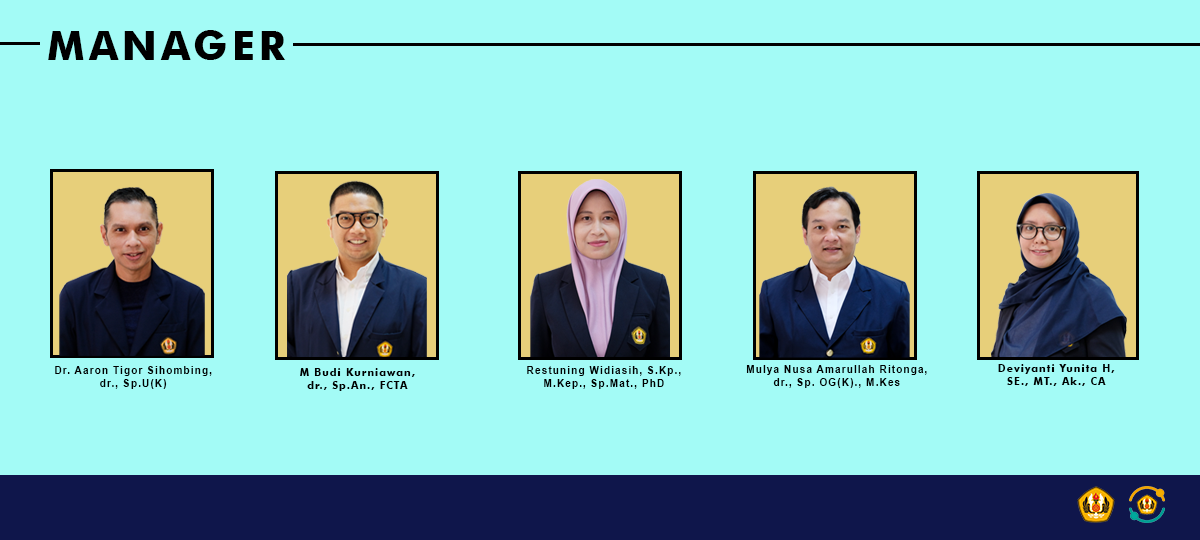 MANAGER
Dr. Aaron Tigor Sihombing,
dr., Sp.U(K)
M Budi Kurniawan,
dr., Sp.An., FCTA
Restuning Widiasih, S.Kp.,
M.Kep., Sp.Mat., PhD
Mulya Nusa Amarullah Ritonga,
dr., Sp. OG(K)., M.Kes
Deviyanti Yunita H,
SE., MT., Ak., CA